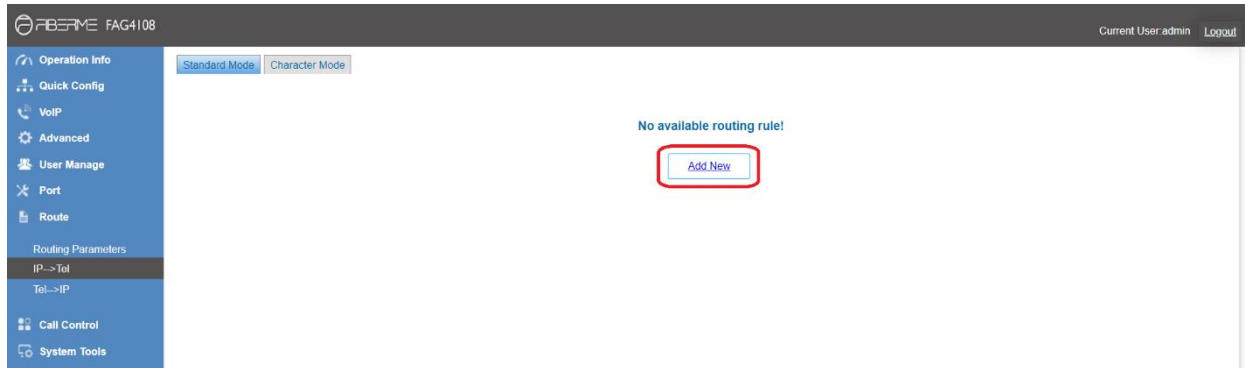 FIBERME FAG4108
Current User:admin Logout
Operation Info
Quick Config
VoIP
Advanced
User Manage
Port
Route
Routing Parameters
IP-->Tel
Tel-->IP
Call Control
System Tools
Standard Mode Character Mode
No available routing rule!
Add New